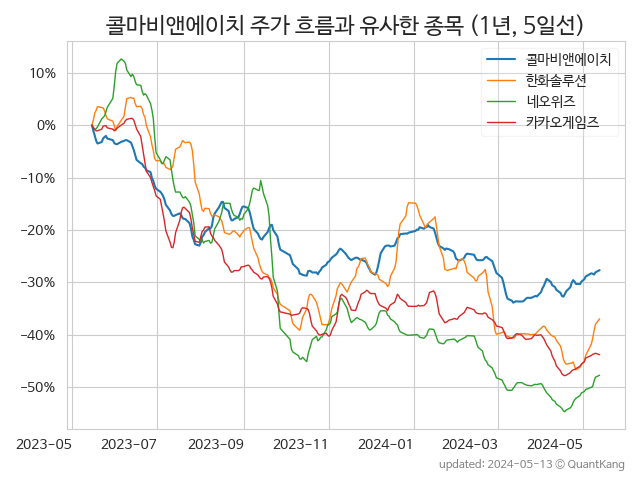 콜마비앤에이치 주가 흐름과 유사한 종목 (1년, 5일선)
콜마비앤에이치
한화솔루션
네오위즈
카카오게임즈
10%
0%
−10%
−20%
−30%
−40%
−50%
2023-05
2023-07
2023-09
2023-11
2024-01
2024-03
2024-05
updated: 2024-05-13 © QuantKang